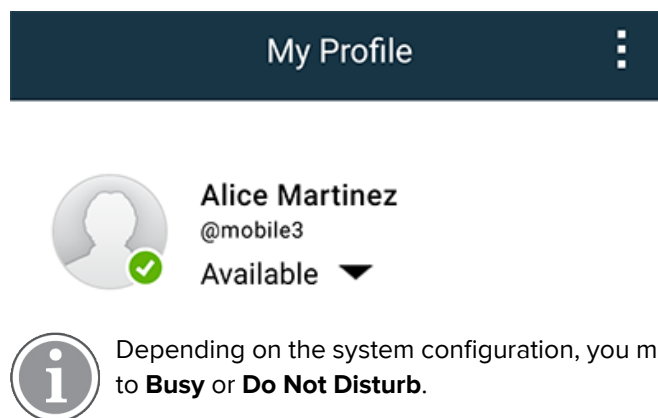 My Profile
Alice Martinez
@mobile3
Available
Depending on the system configuration, you
to Busy or Do Not Disturb.